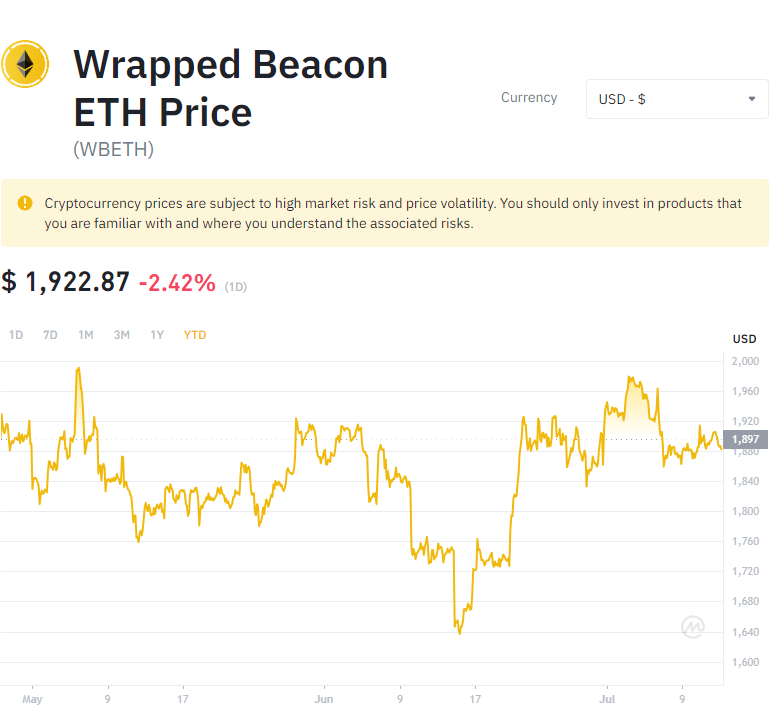 Wrapped Beacon
ETH Price
(WBETH)
Currency
USD - $
Cryptocurrency prices are subject to high market risk and price volatility. You should only invest in products that
you are familiar with and where you understand the associated risks.
$ 1,922.87 -2.42% (1D)
1D 7D 1M 3M 1Y YTD
USD
2,000
1,960
1,920
1,897
1,880
1,840
1,800
1,760
1,720
1,680
1,640
1,600
May 9 17 Jun 9 17 Jul 9